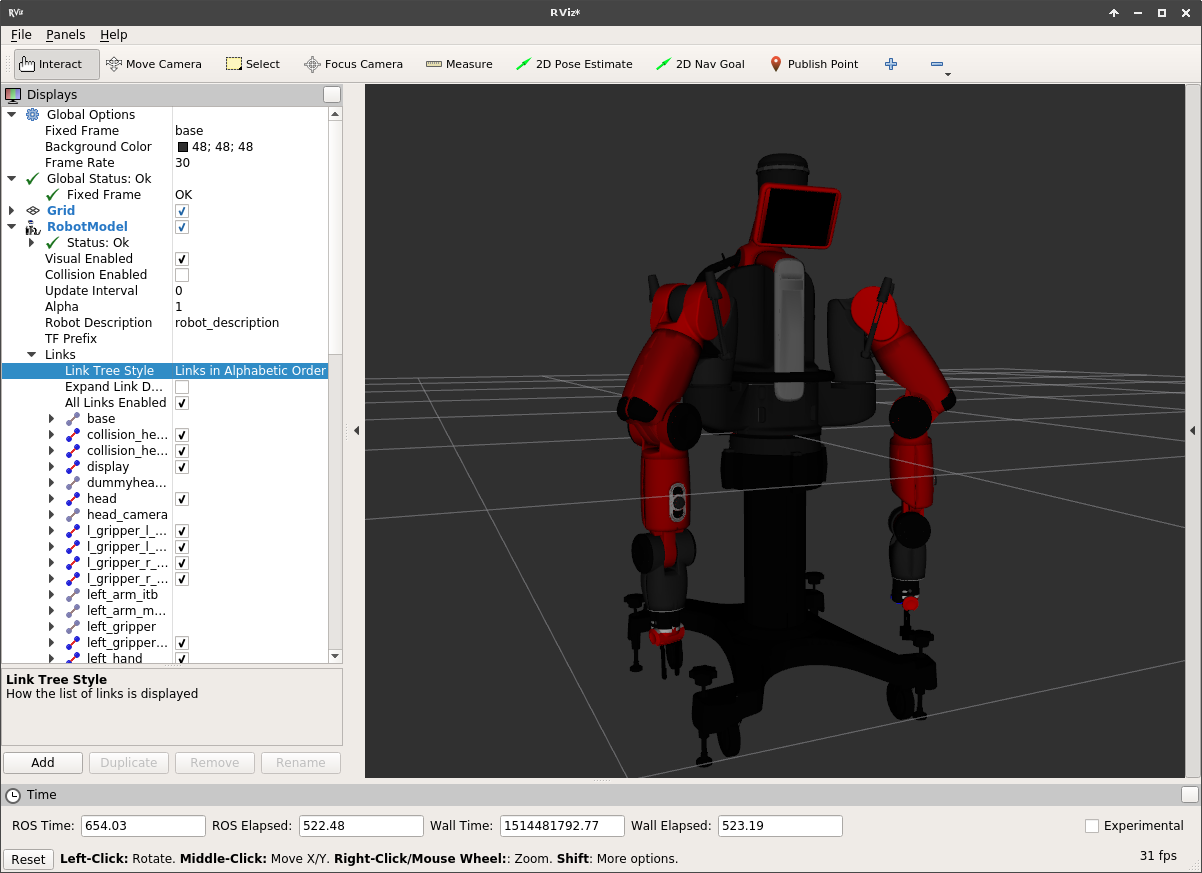 RViz
RViz*
File Panels Help
Interact Move Camera Select Focus Camera Measure 2D Pose Estimate 2D Nav Goal Publish Point
Displays
Global Options
Fixed Frame base
Background Color 48; 48; 48
Frame Rate 30
Global Status: Ok
Fixed Frame OK
Grid
RobotModel
Status: Ok
Visual Enabled
Collision Enabled
Update Interval 0
Alpha 1
Robot Description robot_description
TF Prefix
Links
Link Tree Style Links in Alphabetic Order
Expand Link D...
All Links Enabled
base
collision_he...
collision_he...
display
dummyhea...
head
head_camera
l_gripper_l_...
l_gripper_l_...
l_gripper_r_...
l_gripper_r_...
left_arm_itb
left_arm_m...
left_gripper
left_gripper...
left_hand
Link Tree Style
How the list of links is displayed
Add Duplicate Remove Rename
Time
ROS Time: 654.03 ROS Elapsed: 522.48 Wall Time: 1514481792.77 Wall Elapsed: 523.19 Experimental
Reset Left-Click: Rotate. Middle-Click: Move X/Y. Right-Click/Mouse Wheel:: Zoom. Shift: More options. 31 fps